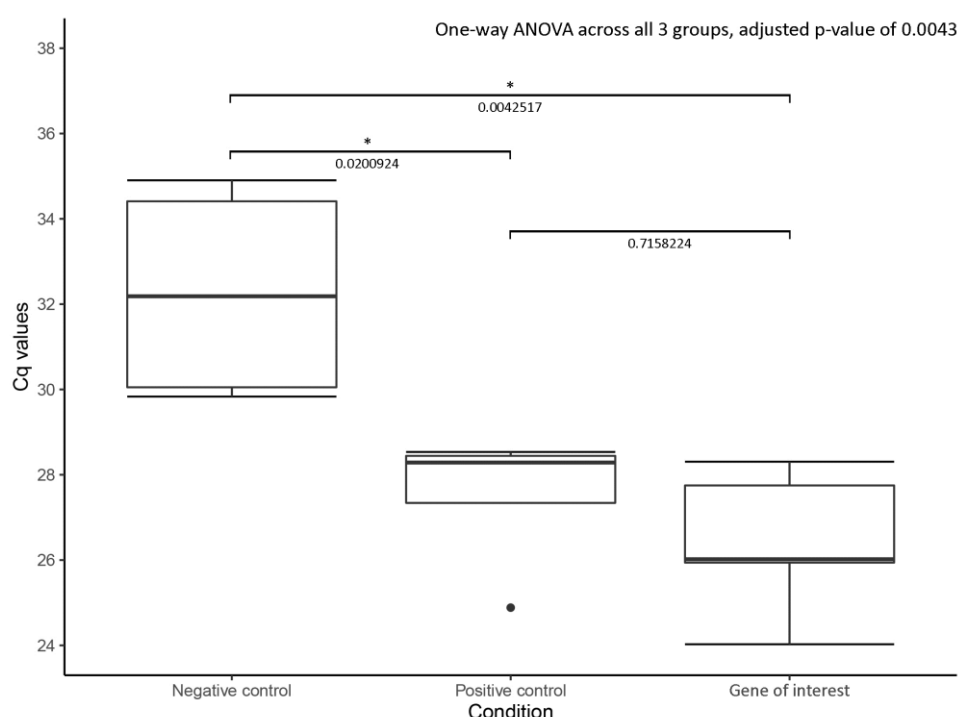 One-way ANOVA across all 3 groups, adjusted p-value of 0.0043
38
36
34
32
30
28
26
24
Cq values
*
0.0042517
*
0.0200924
0.7158224
Negative control
Positive control
Gene of interest
Condition